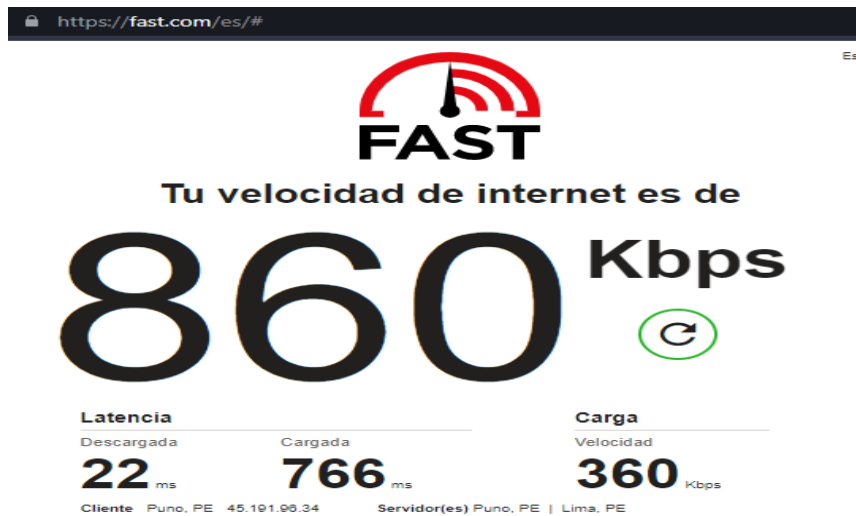 https://fast.com/es/#
Es
FAST
Tu velocidad de internet es de
860 Kbps
Latencia
Carga
Descargada
Cargada
Velocidad
22 ms
766 ms
360 Kbps
Cliente Puno, PE 45.191.96.34 Servidor(es) Puno, PE | Lima, PE